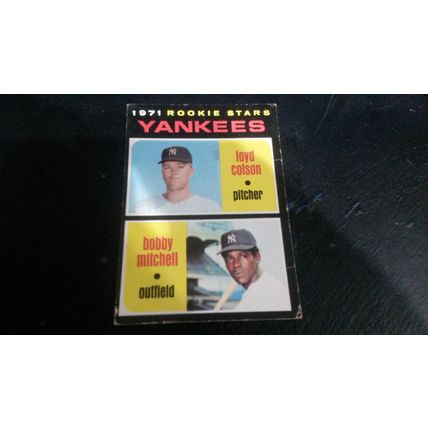 1971 ROOKIE STARS
YANKEES
loyd
colson
pitcher
bobby
mitchell
outfield